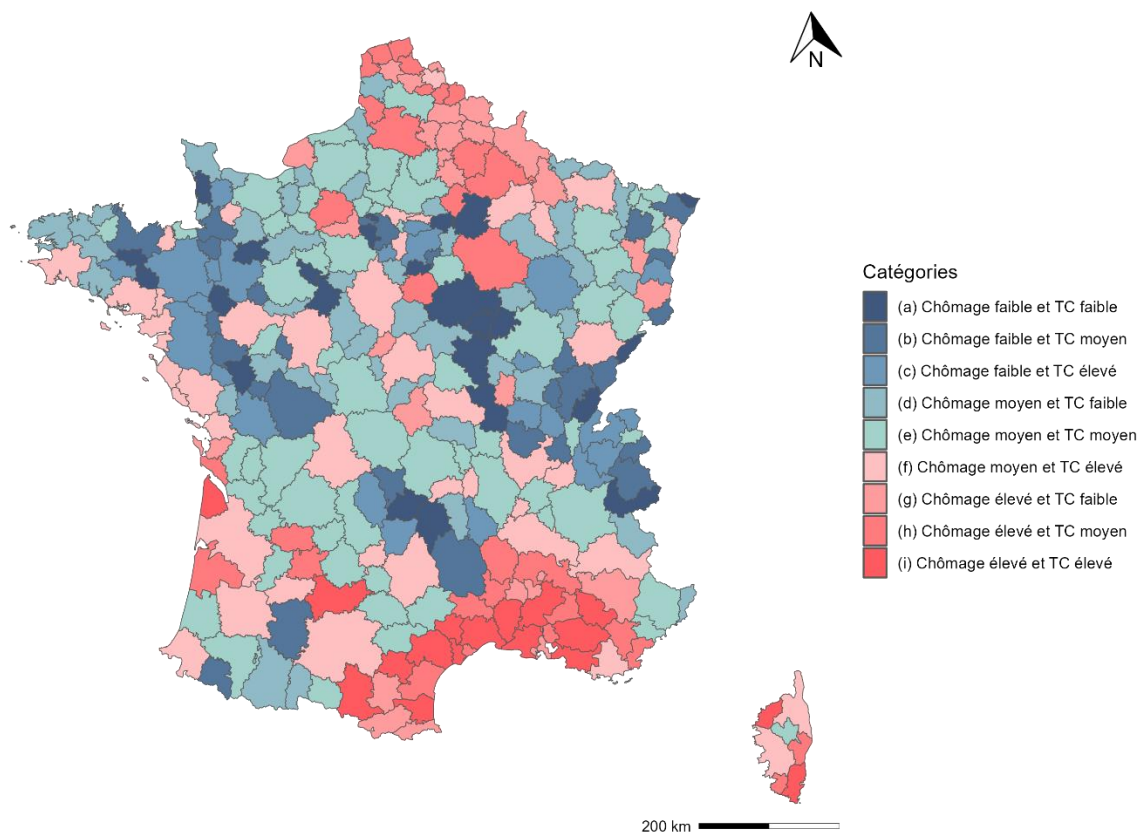 N
Catégories
(a) Chômage faible et TC faible
(b) Chômage faible et TC moyen
(c) Chômage faible et TC élevé
(d) Chômage moyen et TC faible
(e) Chômage moyen et TC moyen
(f) Chômage moyen et TC élevé
(g) Chômage élevé et TC faible
(h) Chômage élevé et TC moyen
(i) Chômage élevé et TC élevé
200 km